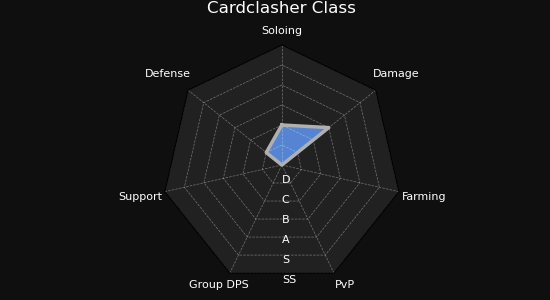 Cardclasher Class
Soloing
Defense
Damage
Support
Farming
D
C
B
A
S
SS
Group DPS
PvP